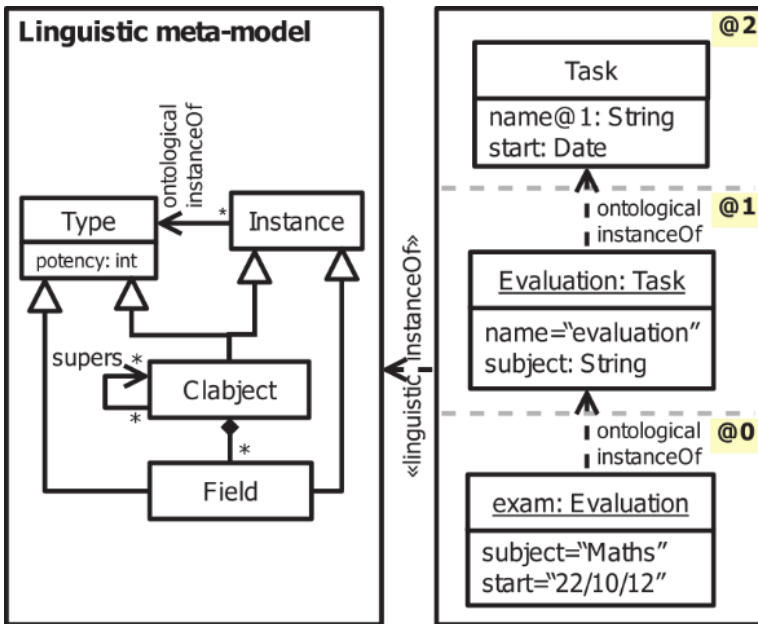 Linguistic meta-model
ontological
instanceOf
Type
potency: int
*
Instance
supers
*
*
Clabject
*
Field
«linguistic instanceOf»
@2
Task
name@1: String
start: Date
@1
ontological
instanceOf
Evaluation: Task
name=“evaluation”
subject: String
@0
ontological
instanceOf
exam: Evaluation
subject=“Maths”
start=“22/10/12”